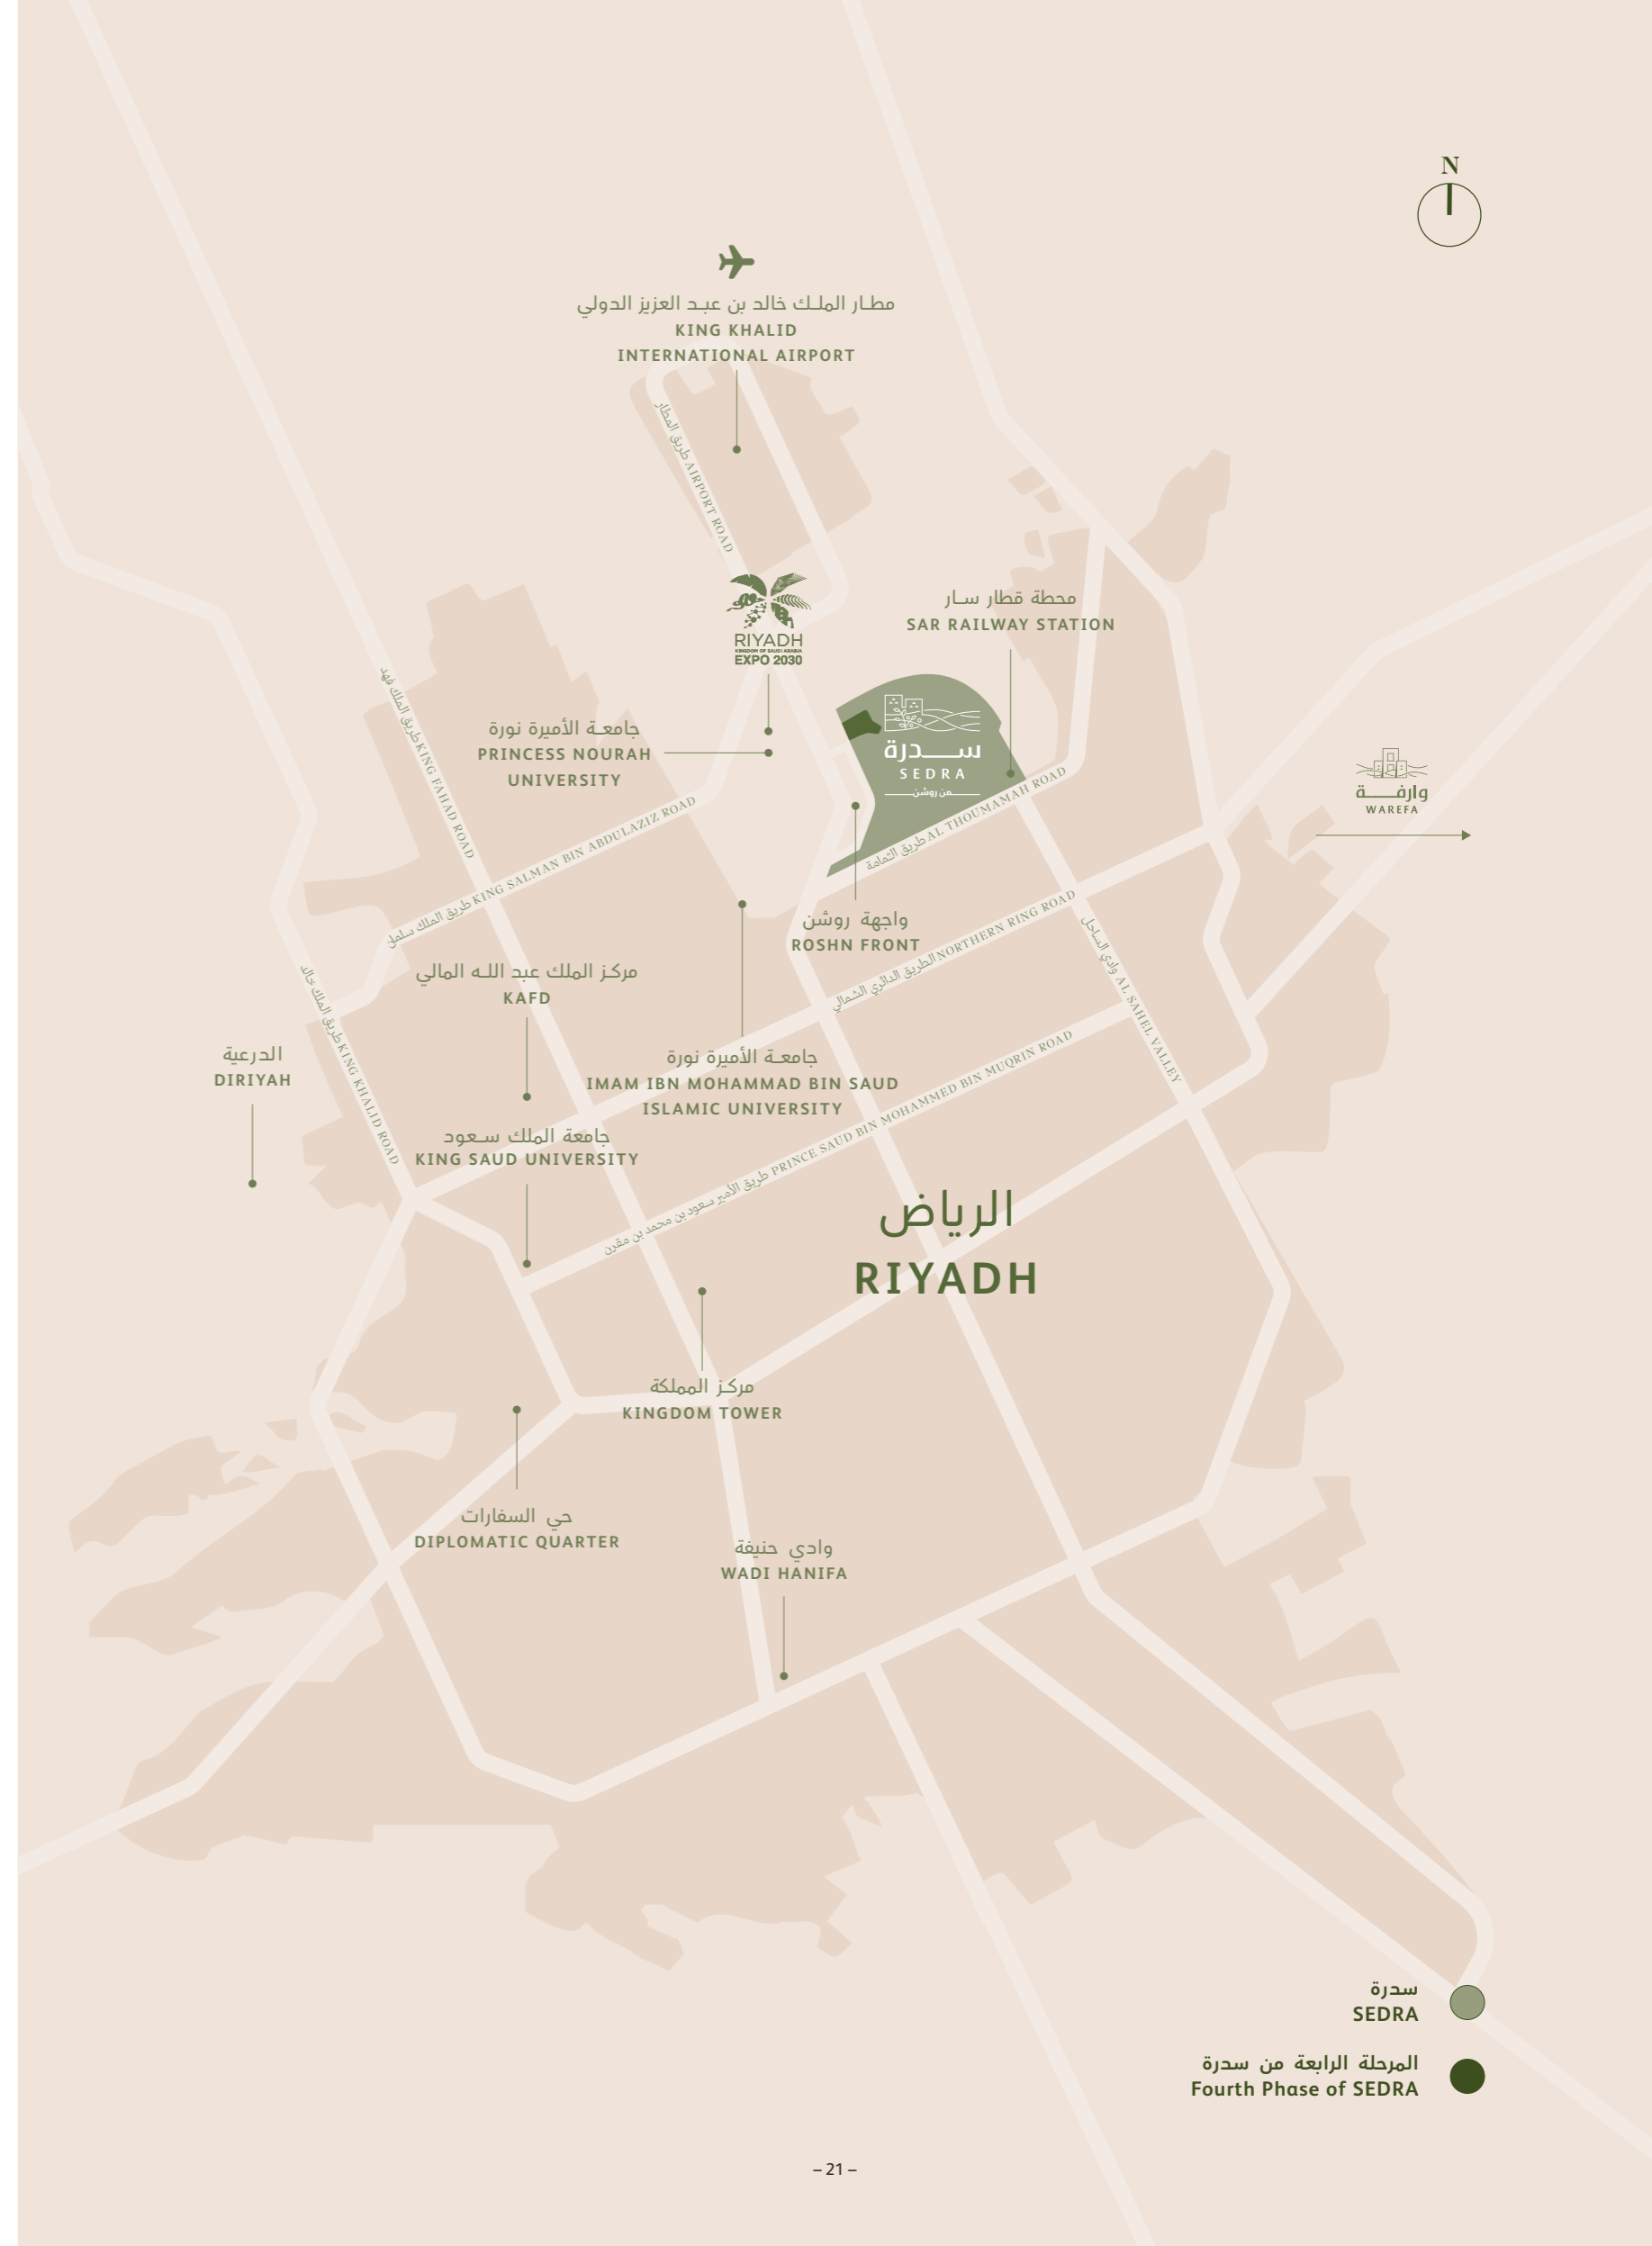 N
مطار الملك خالد بن عبد العزيز الدولي
KING KHALID
INTERNATIONAL AIRPORT
طريق المطار AIRPORT ROAD
RIYADH
KINGDOM OF SAUDI ARABIA
EXPO 2030
محطة قطار سار
SAR RAILWAY STATION
سدرة
SEDRA
من روشن
جامعة الأميرة نورة
PRINCESS NOURAH
UNIVERSITY
طريق الملك فهد KING FAHAD ROAD
طريق الملك سلمان KING SALMAN BIN ABDULAZIZ ROAD
طريق الثمامة AL THOUMAMAH ROAD
وارفة
WAREFA
واجهة روشن
ROSHN FRONT
الطريق الدائري الشمالي NORTHERN RING ROAD
وادي الساحل AL SAHEL VALLEY
مركز الملك عبد الله المالي
KAFD
طريق الملك خالد KING KHALID ROAD
الدرعية
DIRIYAH
جامعة الأميرة نورة
IMAM IBN MOHAMMAD BIN SAUD
ISLAMIC UNIVERSITY
جامعة الملك سعود
KING SAUD UNIVERSITY
طريق الأمير سعود بن محمد بن مقرن PRINCE SAUD BIN MOHAMMED BIN MUQRIN ROAD
الرياض
RIYADH
مركز المملكة
KINGDOM TOWER
حي السفارات
DIPLOMATIC QUARTER
وادي حنيفة
WADI HANIFA
سدرة
SEDRA
المرحلة الرابعة من سدرة
Fourth Phase of SEDRA
– 21 –